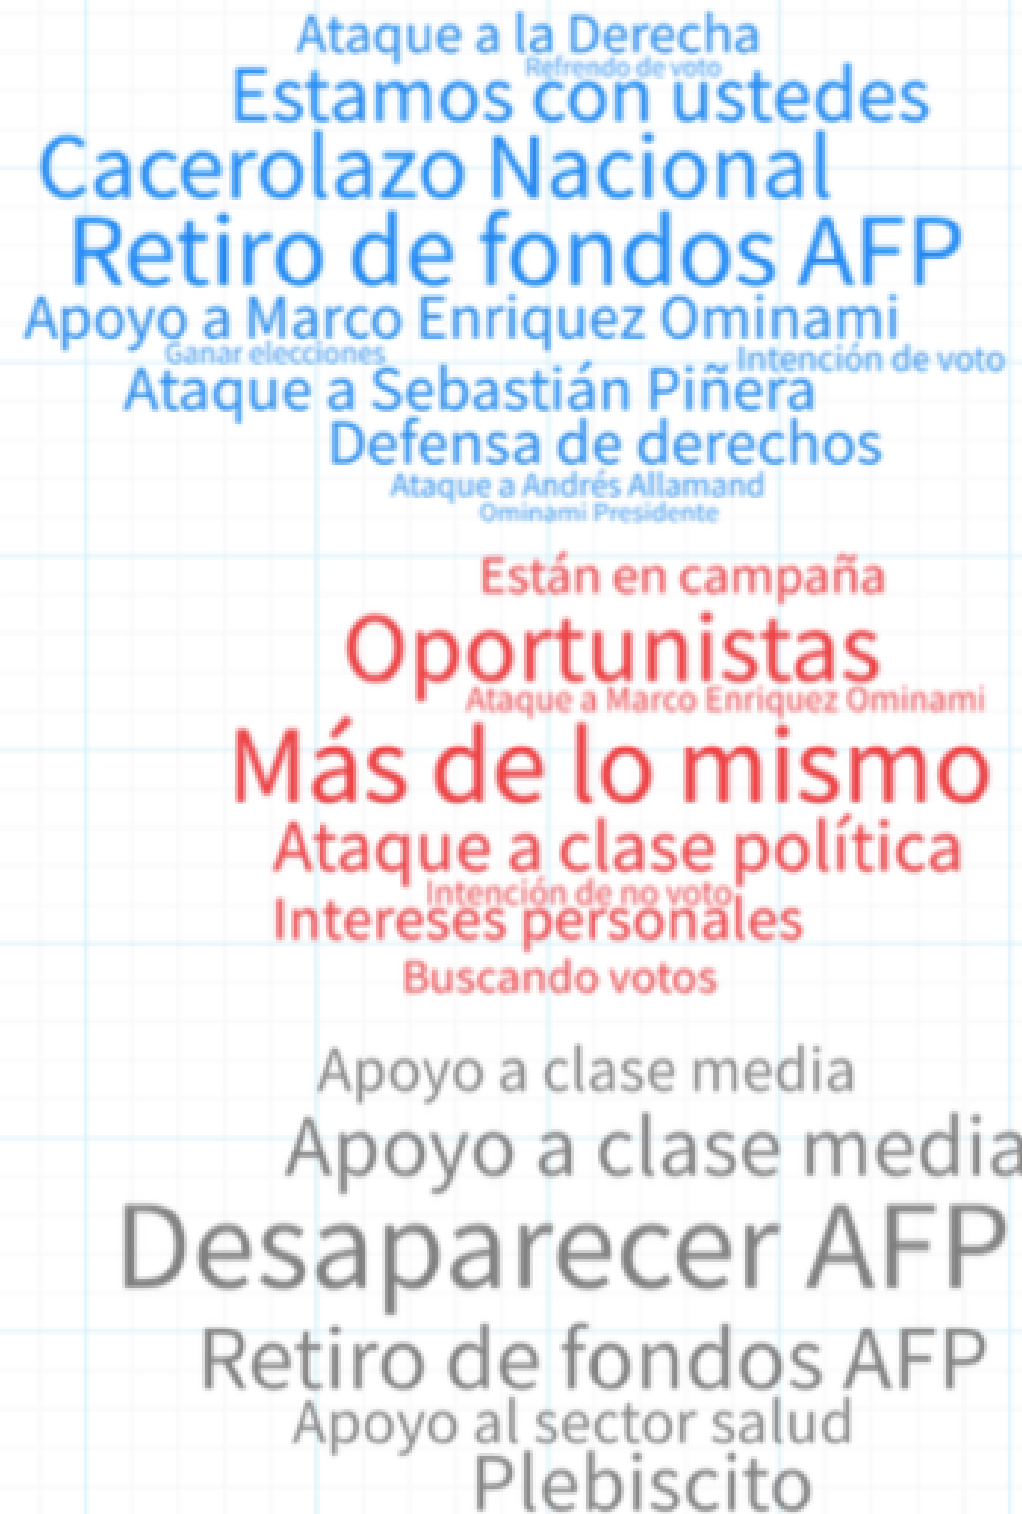 Ataque a la Derecha
Refrendo de voto
Estamos con ustedes
Cacerolazo Nacional
Retiro de fondos AFP
Apoyo a Marco Enriquez Ominami
Ganar elecciones
Intención de voto
Ataque a Sebastián Piñera
Defensa de derechos
Ataque a Andrés Allamand
Ominami Presidente
Están en campaña
Oportunistas
Ataque a Marco Enriquez Ominami
Más de lo mismo
Ataque a clase política
Intención de no voto
Intereses personales
Buscando votos
Apoyo a clase media
Apoyo a clase media
Desaparecer AFP
Retiro de fondos AFP
Apoyo al sector salud
Plebiscito